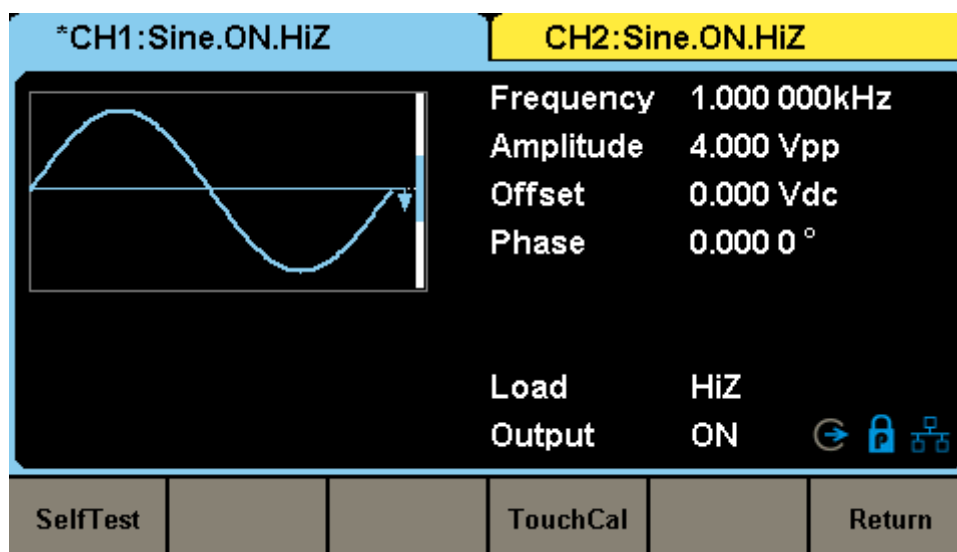 *CH1:Sine.ON.HiZ CH2:Sine.ON.HiZ
Frequency 1.000 000kHz
Amplitude 4.000 Vpp
Offset 0.000 Vdc
Phase 0.000 0 °
Load HiZ
Output ON
SelfTest TouchCal Return